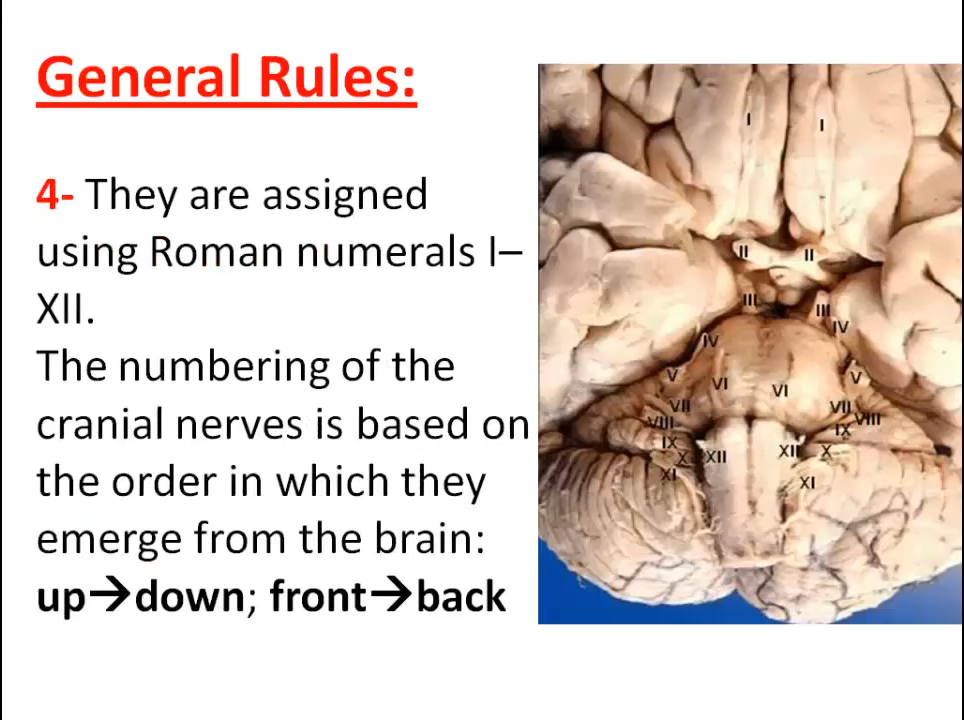 General Rules:
4- They are assigned
using Roman numerals I–
XII.
The numbering of the
cranial nerves is based on
the order in which they
emerge from the brain:
up→down; front→back
I I
II II
III III
IV IV
V V
VI VI
VII VII
VIII VIII
IX IX
X XII XII X
XI XI